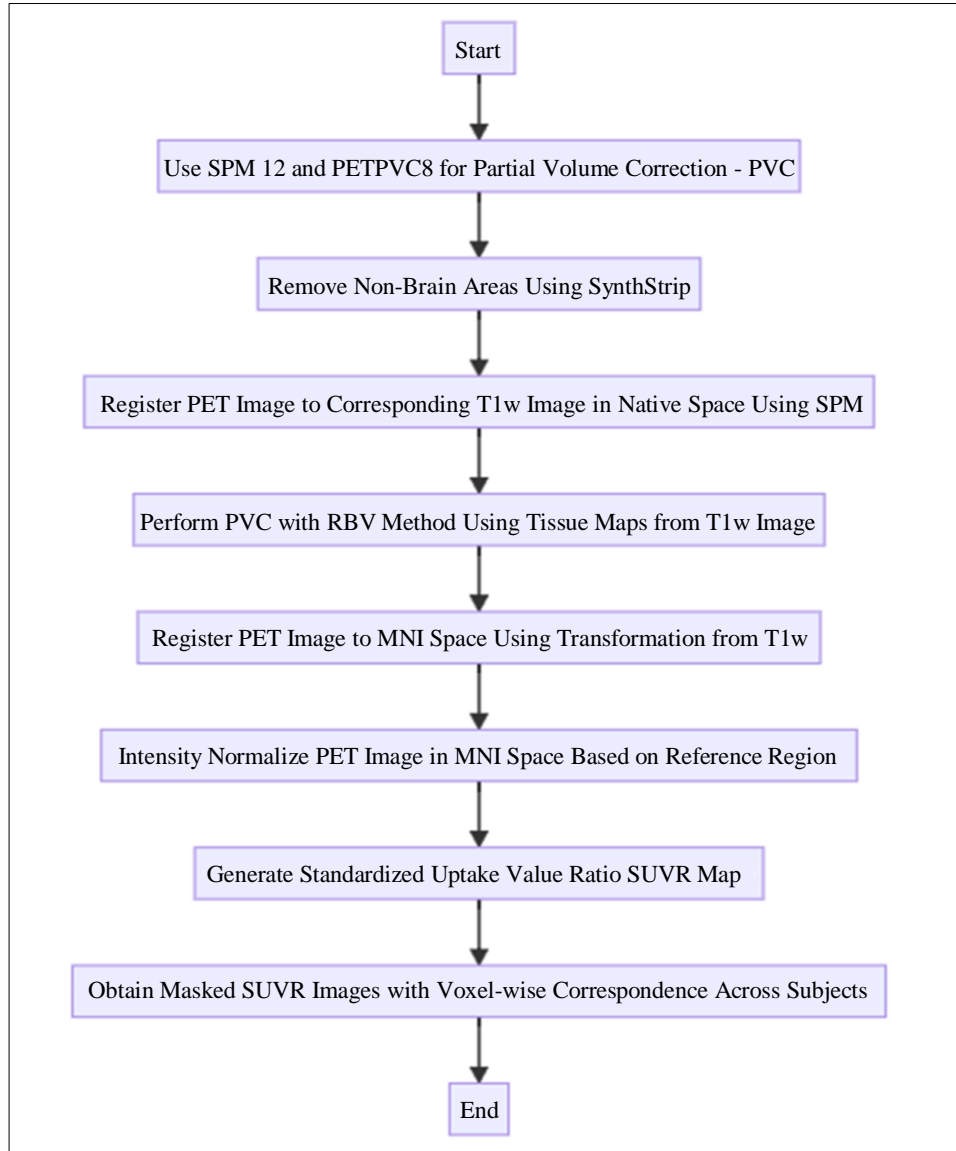 Start
Use SPM 12 and PETPVC8 for Partial Volume Correction - PVC
Remove Non-Brain Areas Using SynthStrip
Register PET Image to Corresponding T1w Image in Native Space Using SPM
Perform PVC with RBV Method Using Tissue Maps from T1w Image
Register PET Image to MNI Space Using Transformation from T1w
Intensity Normalize PET Image in MNI Space Based on Reference Region
Generate Standardized Uptake Value Ratio SUVR Map
Obtain Masked SUVR Images with Voxel-wise Correspondence Across Subjects
End